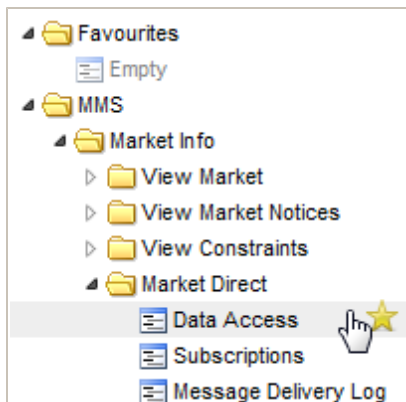 Favourites
Empty
MMS
Market Info
View Market
View Market Notices
View Constraints
Market Direct
Data Access
Subscriptions
Message Delivery Log